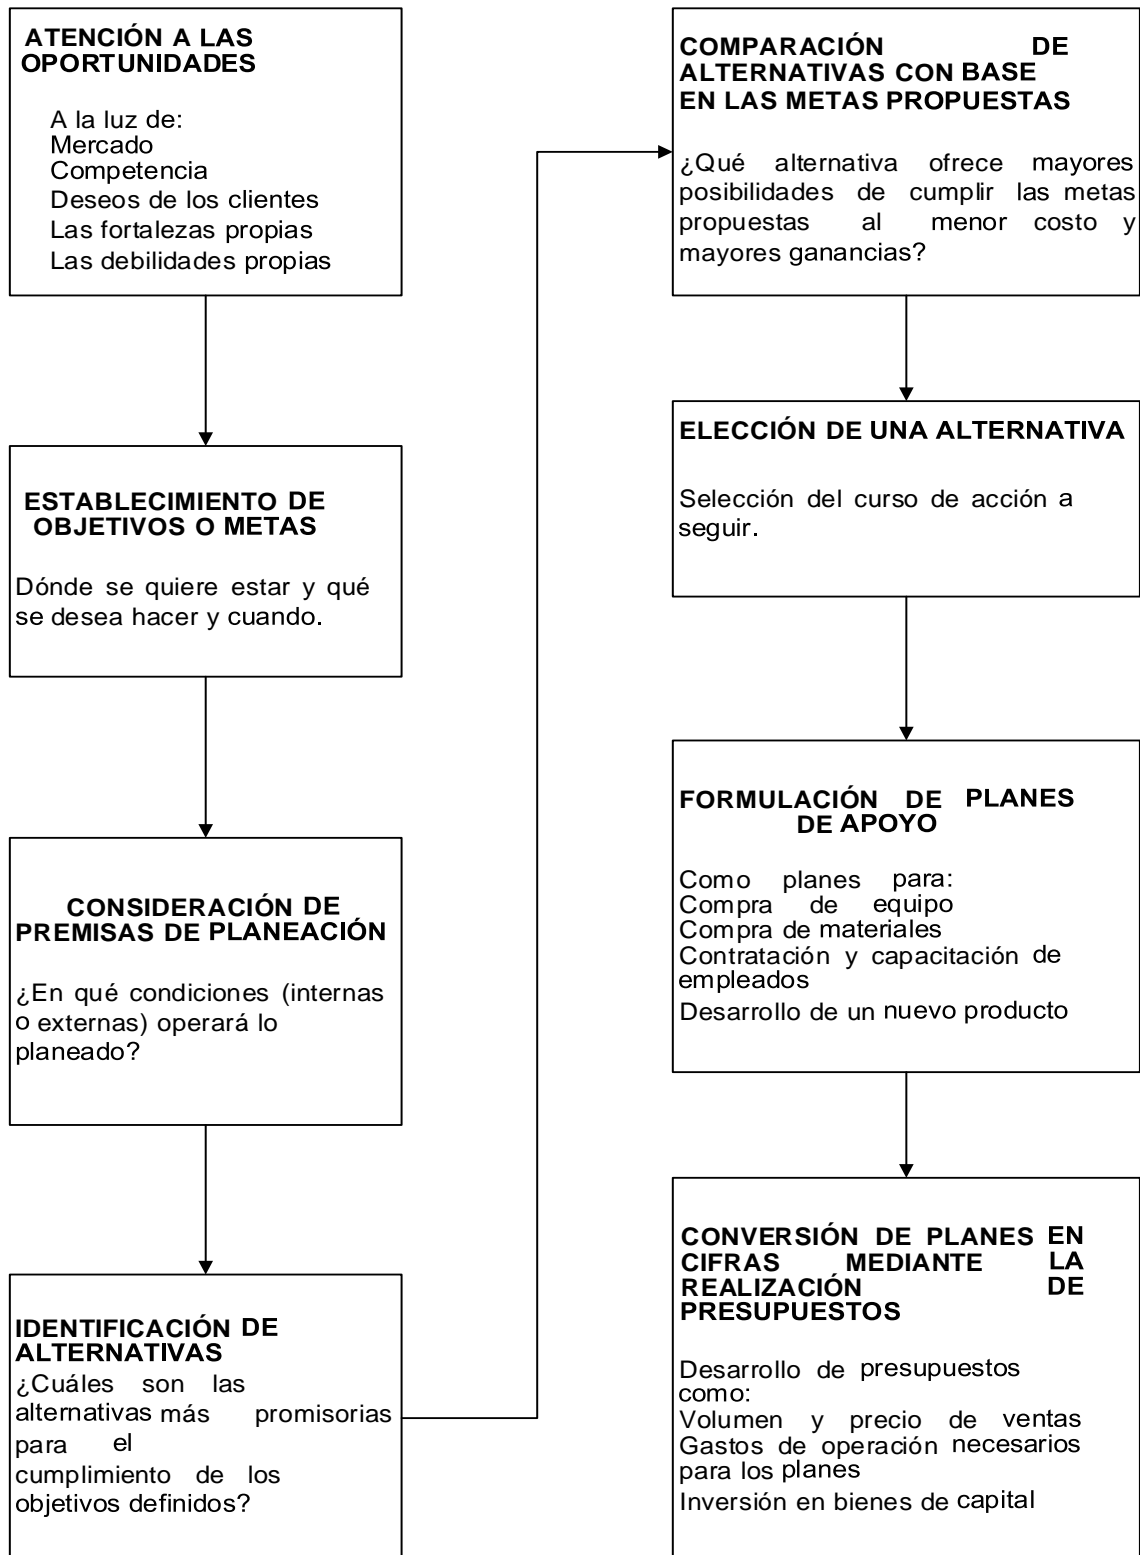 ATENCIÓN A LAS
OPORTUNIDADES
A la luz de:
Mercado
Competencia
Deseos de los clientes
Las fortalezas propias
Las debilidades propias
ESTABLECIMIENTO DE
OBJETIVOS O METAS
Dónde se quiere estar y qué
se desea hacer y cuando.
CONSIDERACIÓN DE
PREMISAS DE PLANEACIÓN
¿En qué condiciones (internas
o externas) operará lo
planeado?
IDENTIFICACIÓN DE
ALTERNATIVAS
¿Cuáles son las
alternativas más promisorias
para el
cumplimiento de los
objetivos definidos?
COMPARACIÓN DE
ALTERNATIVAS CON BASE
EN LAS METAS PROPUESTAS
¿Qué alternativa ofrece mayores
posibilidades de cumplir las metas
propuestas al menor costo y
mayores ganancias?
ELECCIÓN DE UNA ALTERNATIVA
Selección del curso de acción a
seguir.
FORMULACIÓN DE PLANES
DE APOYO
Como planes para:
Compra de equipo
Compra de materiales
Contratación y capacitación de
empleados
Desarrollo de un nuevo producto
CONVERSIÓN DE PLANES EN
CIFRAS MEDIANTE LA
REALIZACIÓN DE
PRESUPUESTOS
Desarrollo de presupuestos
como:
Volumen y precio de ventas
Gastos de operación necesarios
para los planes
Inversión en bienes de capital